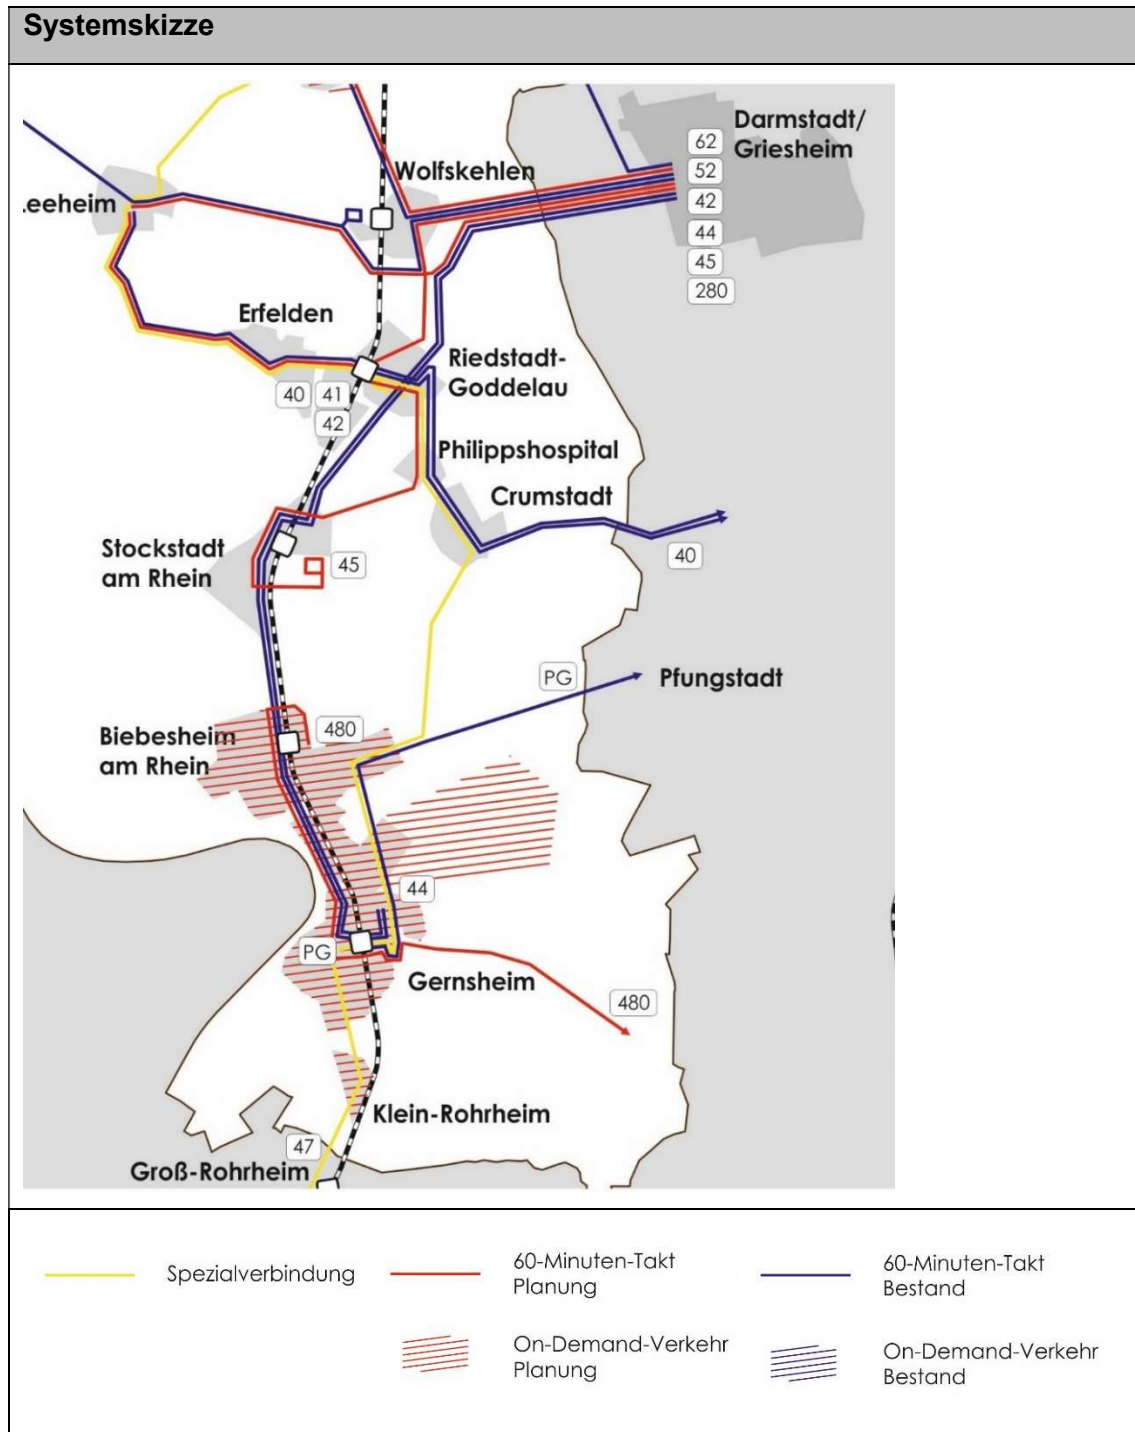 Systemskizze
Darmstadt/
Griesheim
62
52
42
44
45
280
Wolfskehlen
eeheim
Erfelden
40 41
42
Riedstadt-
Goddelau
Philippshospital
Crumstadt
40
Stockstadt
am Rhein
45
PG
Pfungstadt
Biebesheim
am Rhein
480
44
PG
Gernsheim
480
Klein-Rohrheim
47
Groß-Rohrheim
Spezialverbindung
60-Minuten-Takt
Planung
60-Minuten-Takt
Bestand
On-Demand-Verkehr
Planung
On-Demand-Verkehr
Bestand